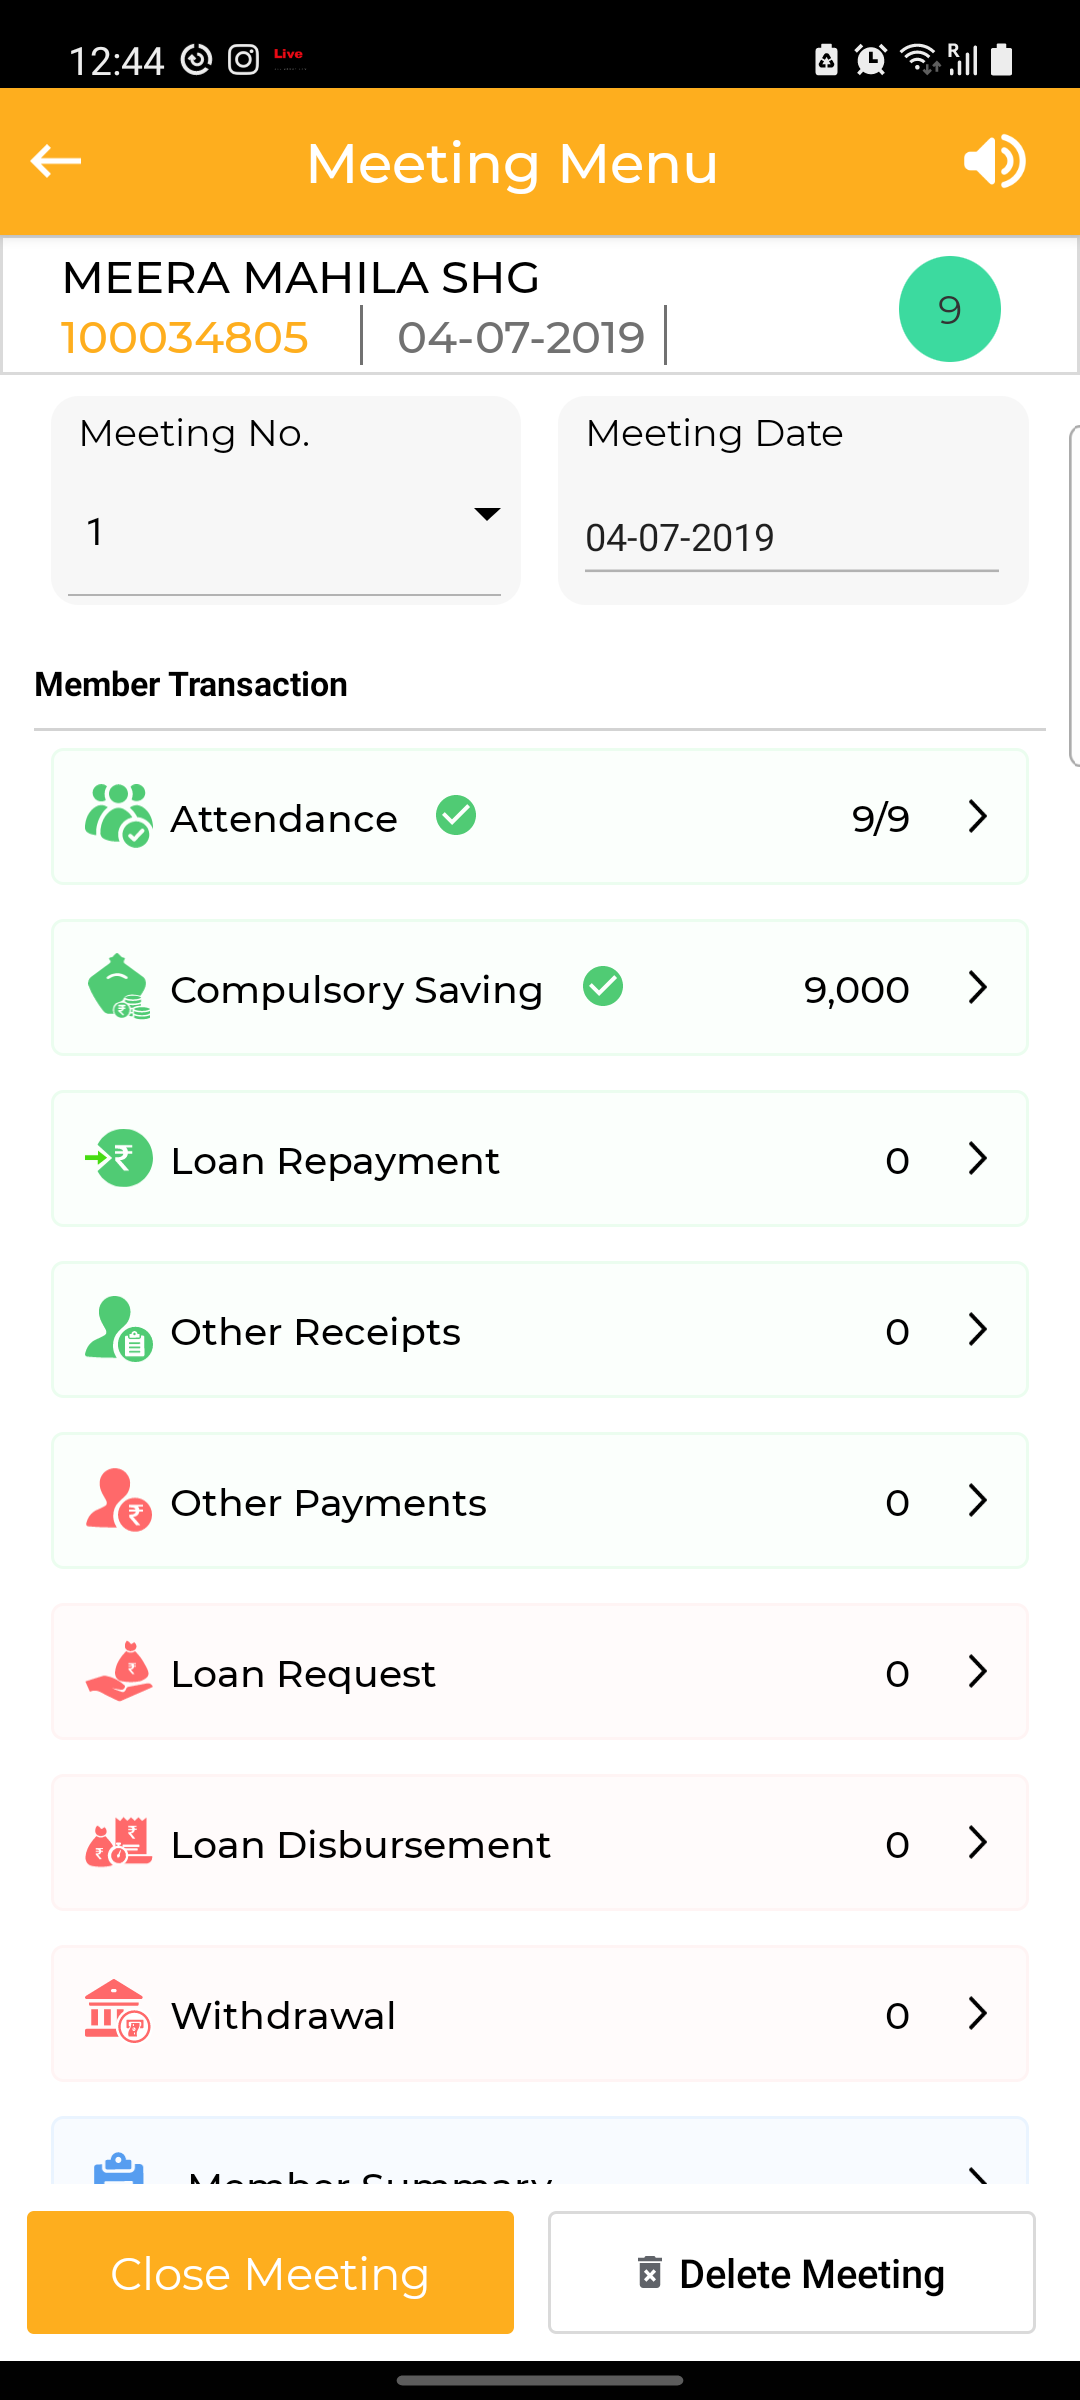 12:44 Live R
Meeting Menu
MEERA MAHILA SHG
100034805 04-07-2019
9
Meeting No. Meeting Date
1 04-07-2019
Member Transaction
Attendance 9/9
Compulsory Saving 9,000
Loan Repayment 0
Other Receipts 0
Other Payments 0
Loan Request 0
Loan Disbursement 0
Withdrawal 0
Member Summary
Close Meeting Delete Meeting